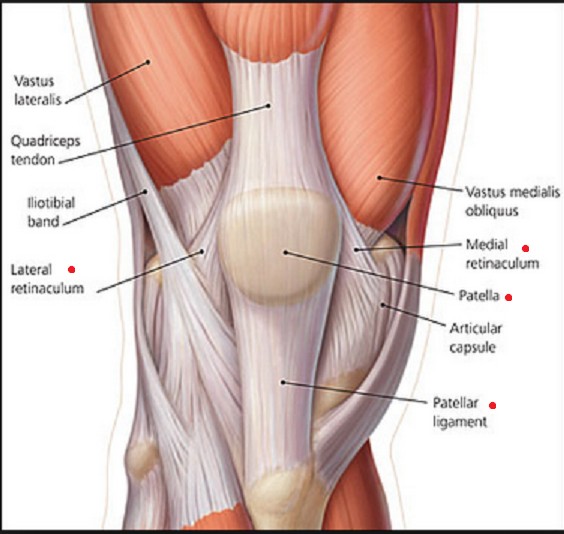 Vastus
lateralis
Quadriceps
tendon
Iliotibial
band
Lateral
retinaculum
Vastus medialis
obliquus
Medial
retinaculum
Patella
Articular
capsule
Patellar
ligament